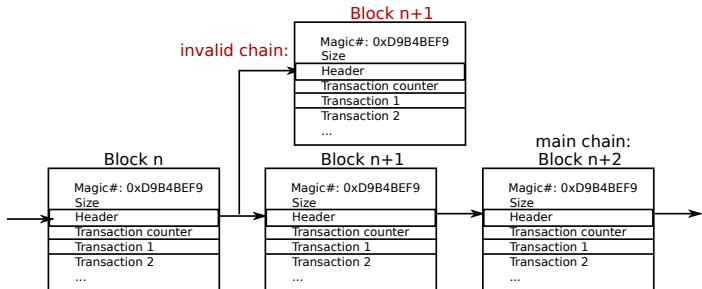 Block n+1
invalid chain:
Magic#: 0xD9B4BEF9
Size
Header
Transaction counter
Transaction 1
Transaction 2
...
Block n
Magic#: 0xD9B4BEF9
Size
Header
Transaction counter
Transaction 1
Transaction 2
...
Block n+1
Magic#: 0xD9B4BEF9
Size
Header
Transaction counter
Transaction 1
Transaction 2
...
main chain:
Block n+2
Magic#: 0xD9B4BEF9
Size
Header
Transaction counter
Transaction 1
Transaction 2
...